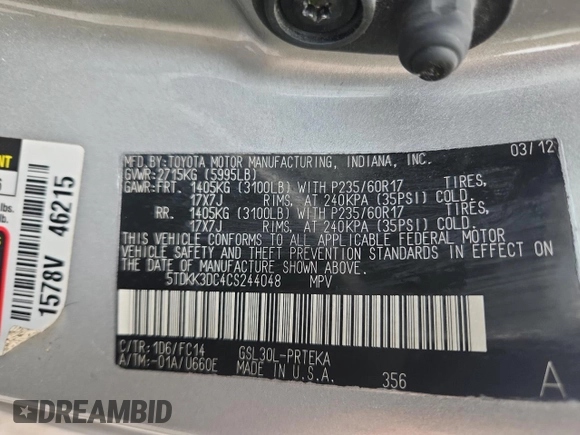 MFD.BY:TOYOTA MOTOR MANUFACTURING, INDIANA, INC. 03/12
GVWR:2715KG (5995LB)
GAWR:FRT. 1405KG (3100LB) WITH P235/60R17 TIRES,
17X7J RIMS, AT 240KPA (35PSI) COLD.
RR. 1405KG (3100LB) WITH P235/60R17 TIRES,
17X7J RIMS, AT 240KPA (35PSI) COLD.
THIS VEHICLE CONFORMS TO ALL APPLICABLE FEDERAL MOTOR
VEHICLE SAFETY AND THEFT PREVENTION STANDARDS IN EFFECT ON
THE DATE OF MANUFACTURE SHOWN ABOVE.
5TDKK3DC4CS244048 MPV
C/TR: 1D6/FC14 GSL30L-PRTEKA
A/TM:-01A/U660E MADE IN U.S.A. 356 A
1578V 46215
lbs.
DREAMBID